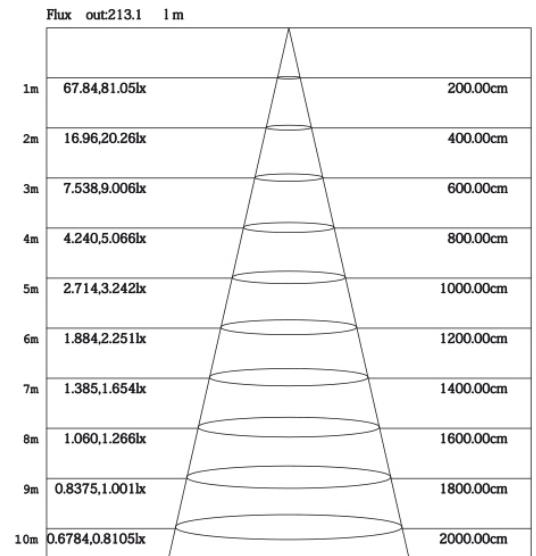 Flux out:213.1 lm
1m 67.84,81.05lx 200.00cm
2m 16.96,20.26lx 400.00cm
3m 7.538,9.006lx 600.00cm
4m 4.240,5.066lx 800.00cm
5m 2.714,3.242lx 1000.00cm
6m 1.884,2.251lx 1200.00cm
7m 1.385,1.654lx 1400.00cm
8m 1.060,1.266lx 1600.00cm
9m 0.8375,1.001lx 1800.00cm
10m 0.6784,0.8105lx 2000.00cm